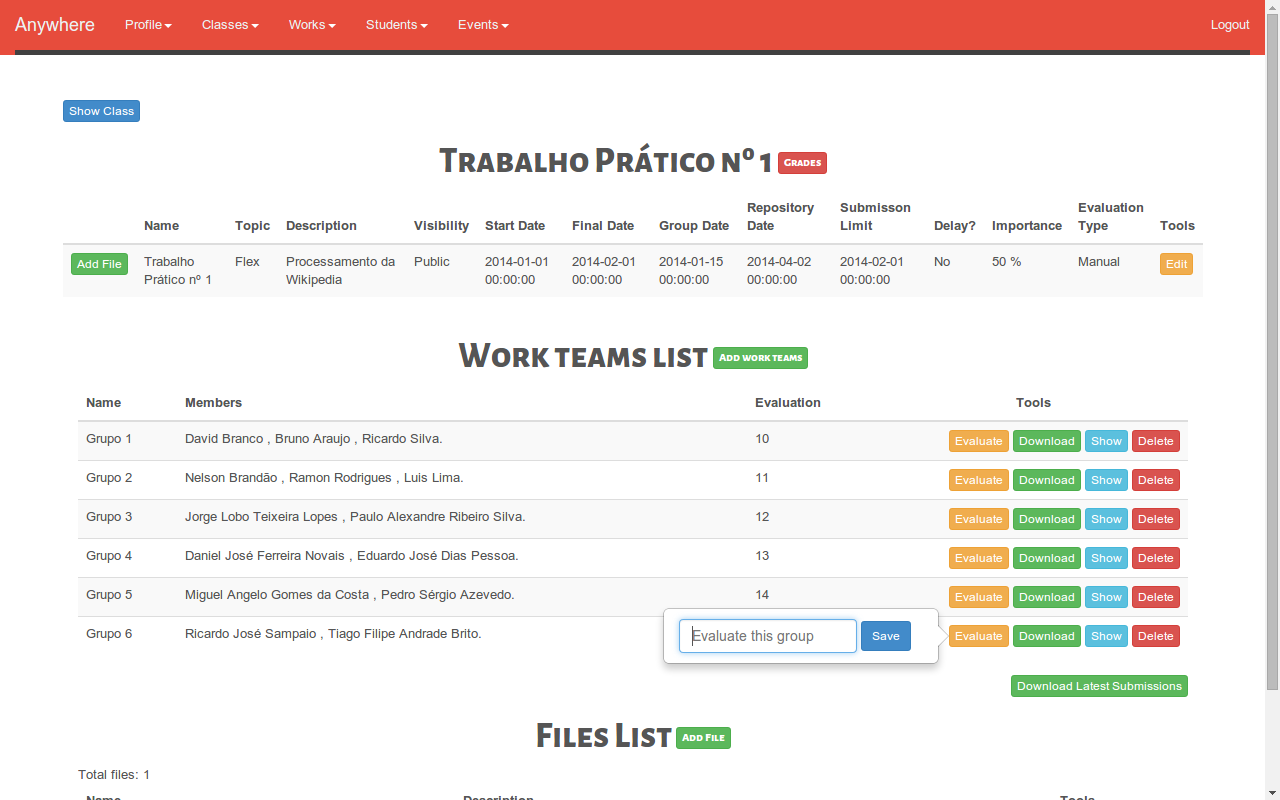 Anywhere Profile Classes Works Students Events Logout
Show Class
Trabalho Prático nº 1 Grades
Name Topic Description Visibility Start Date Final Date Group Date Repository Date Submisson Limit Delay? Importance Evaluation Type Tools
Add File Trabalho Prático nº 1 Flex Processamento da Wikipedia Public 2014-01-01 00:00:00 2014-02-01 00:00:00 2014-01-15 00:00:00 2014-04-02 00:00:00 2014-02-01 00:00:00 No 50 % Manual Edit
Work teams list Add work teams
Name Members Evaluation Tools
Grupo 1 David Branco , Bruno Araujo , Ricardo Silva. 10 Evaluate Download Show Delete
Grupo 2 Nelson Brandão , Ramon Rodrigues , Luis Lima. 11 Evaluate Download Show Delete
Grupo 3 Jorge Lobo Teixeira Lopes , Paulo Alexandre Ribeiro Silva. 12 Evaluate Download Show Delete
Grupo 4 Daniel José Ferreira Novais , Eduardo José Dias Pessoa. 13 Evaluate Download Show Delete
Grupo 5 Miguel Angelo Gomes da Costa , Pedro Sérgio Azevedo. 14 Evaluate Download Show Delete
Grupo 6 Ricardo José Sampaio , Tiago Filipe Andrade Brito. Evaluate this group Save Evaluate Download Show Delete
Download Latest Submissions
Files List Add File
Total files: 1
Name Description Tools